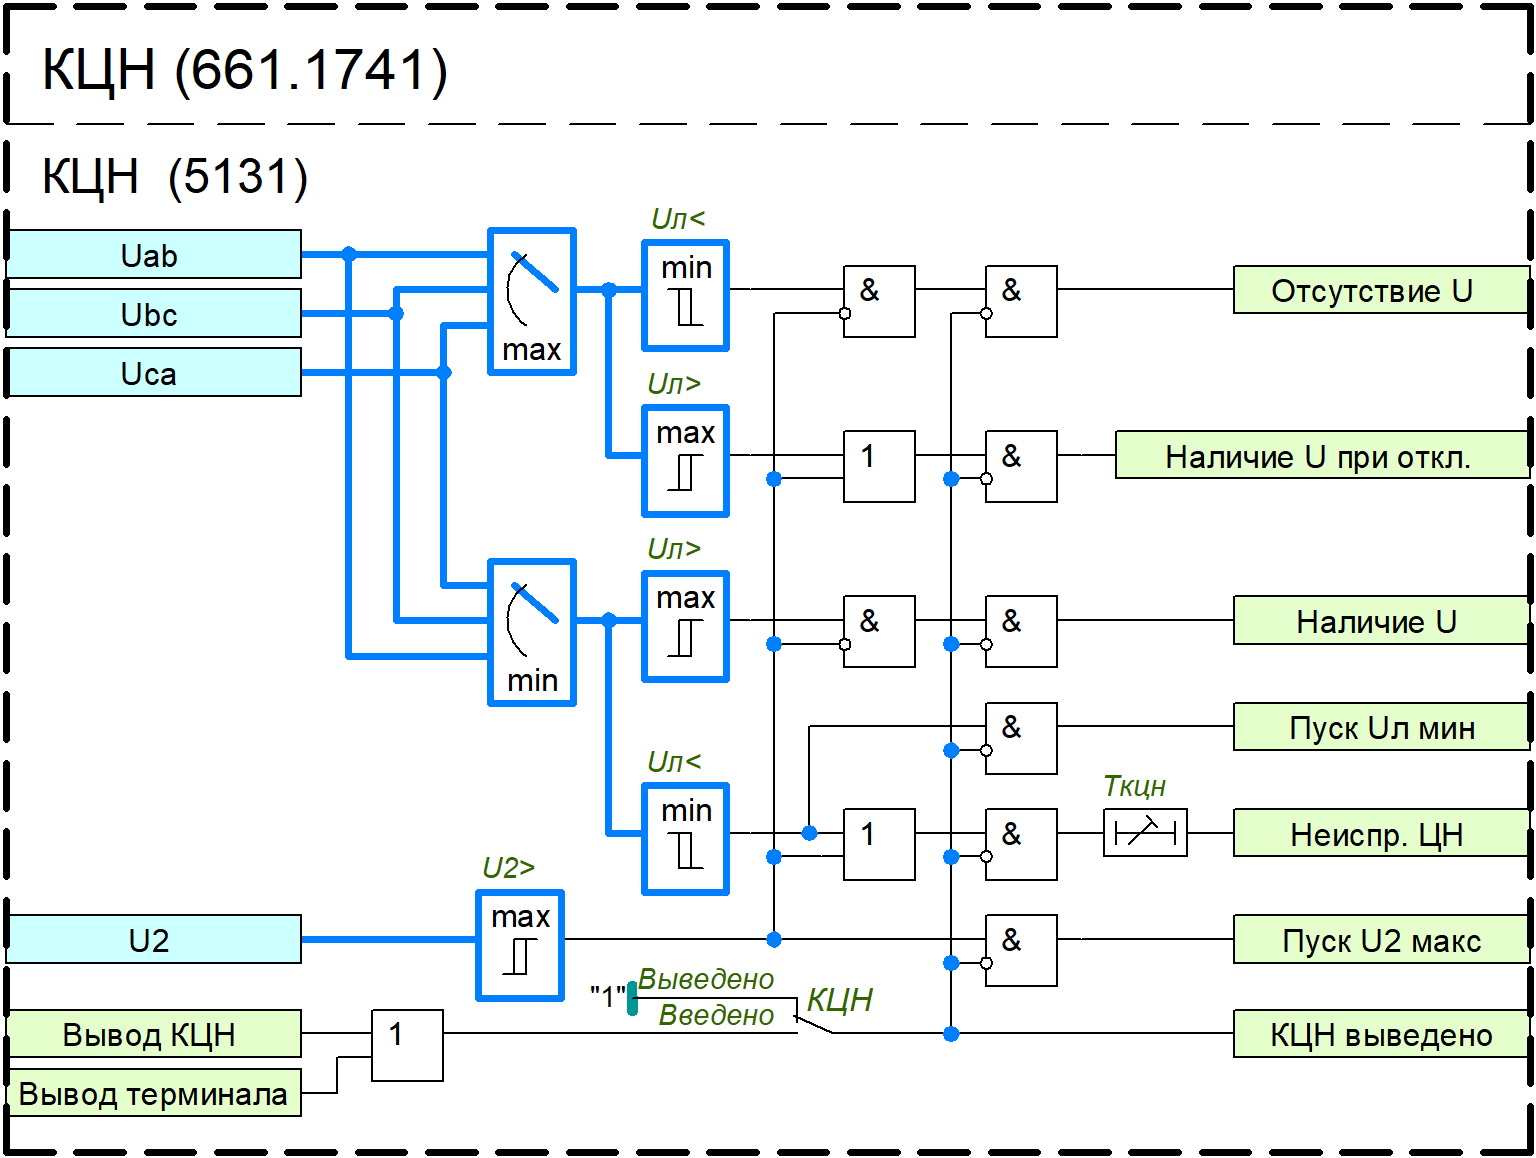 КЦН (661.1741)
КЦН (5131)
Uл<
Uab
min
&
&
Отсутствие U
Ubc
max
Uca
Uл>
max
1
&
Наличие U при откл.
Uл>
max
&
&
Наличие U
min
&
Пуск Uл мин
Uл<
Ткцн
min
1
&
Неиспр. ЦН
U2>
max
U2
&
Пуск U2 макс
"1"
Выведено
КЦН
Введено
Вывод КЦН
1
КЦН выведено
Вывод терминала